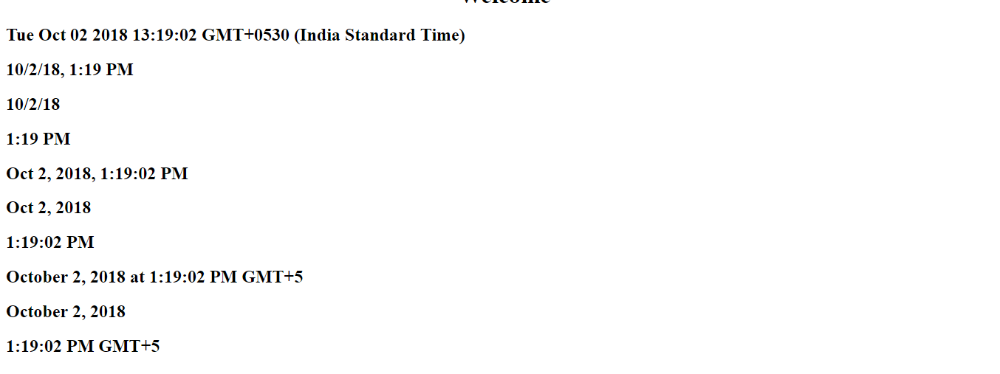 Welcome
Tue Oct 02 2018 13:19:02 GMT+0530 (India Standard Time)
10/2/18, 1:19 PM
10/2/18
1:19 PM
Oct 2, 2018, 1:19:02 PM
Oct 2, 2018
1:19:02 PM
October 2, 2018 at 1:19:02 PM GMT+5
October 2, 2018
1:19:02 PM GMT+5